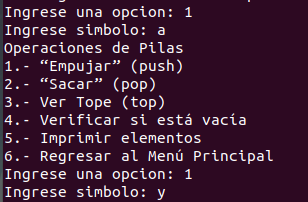 Ingrese una opcion: 1
Ingrese simbolo: a
Operaciones de Pilas
1.- “Empujar” (push)
2.- “Sacar” (pop)
3.- Ver Tope (top)
4.- Verificar si está vacía
5.- Imprimir elementos
6.- Regresar al Menú Principal
Ingrese una opcion: 1
Ingrese simbolo: y